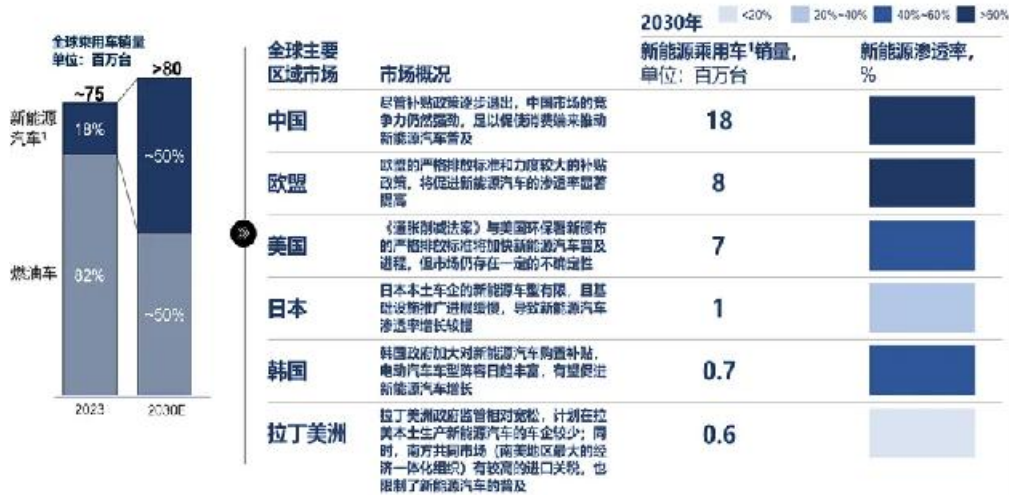 全球乘用车销量
单位：百万台
>80
~75
新能源
汽车¹
18%
~50%
燃油车
82%
~50%
2023
2030E
2030年
<20%
20%~40%
40%~60%
>60%
全球主要
区域市场
市场概况
新能源乘用车¹销量，
单位：百万台
新能源渗透率，
%
中国
尽管补贴政策逐步退出，中国市场的竞
争力仍然强劲，足以促使消费端来推动
新能源汽车普及
18
欧盟
欧盟的严格排放标准和力度较大的补贴
政策，将促进新能源汽车的渗透率显著
提高
8
美国
《通胀削减法案》与美国环保署新颁布
的严格排放标准将加快新能源汽车普及
进程，但市场仍存在一定的不确定性
7
日本
日本本土车企的新能源车型有限，且基
础设施推广进展缓慢，导致新能源汽车
渗透率增长较慢
1
韩国
韩国政府加大对新能源汽车购置补贴，
电动汽车车型阵容日趋丰富，有望促进
新能源汽车增长
0.7
拉丁美洲
拉丁美洲政府监管相对宽松，计划在拉
美本土生产新能源汽车的车企较少；同
时，南方共同市场（南美地区最大的经
济一体化组织）有较高的进口关税，也
限制了新能源汽车的普及
0.6